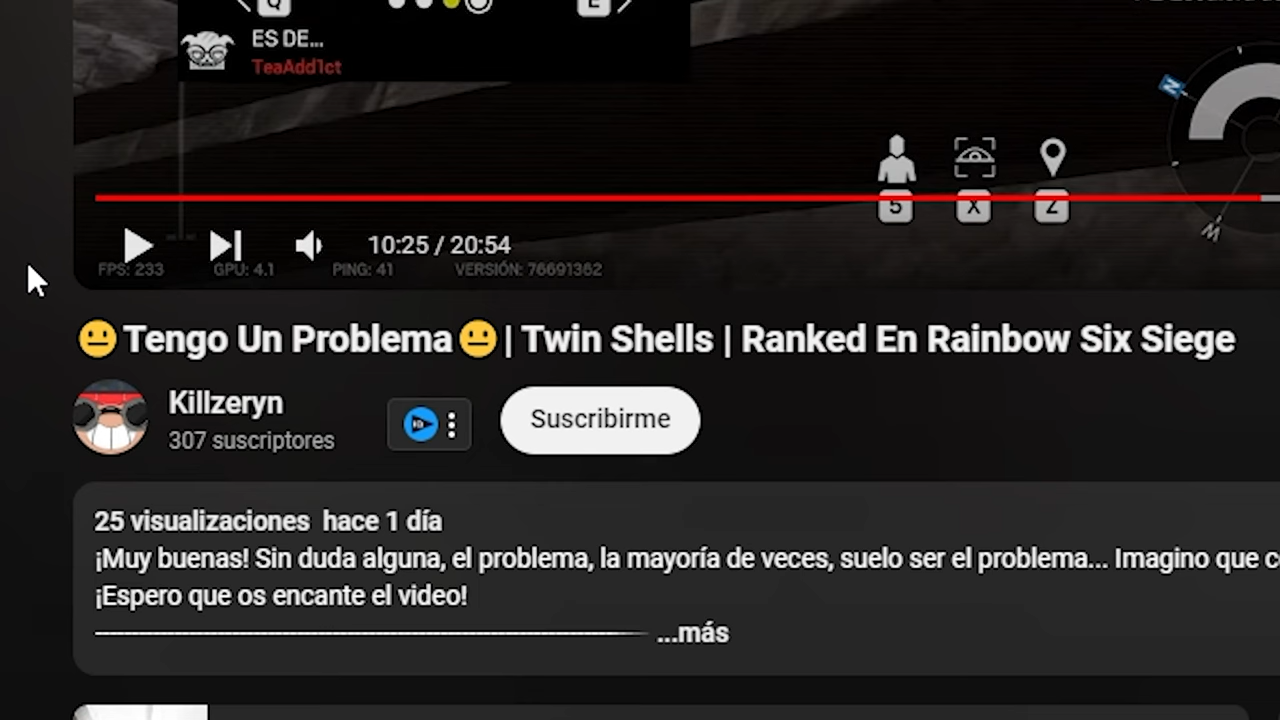 Q E
ES DE...
TeaAdd1ct
N
5 X Z
W
10:25 / 20:54
FPS: 233 GPU: 4.1 PING: 41 VERSIÓN: 76691362
😐Tengo Un Problema😐| Twin Shells | Ranked En Rainbow Six Siege
Killzeryn
307 suscriptores
Suscribirme
25 visualizaciones hace 1 día
¡Muy buenas! Sin duda alguna, el problema, la mayoría de veces, suelo ser el problema... Imagino que
¡Espero que os encante el video!
...más